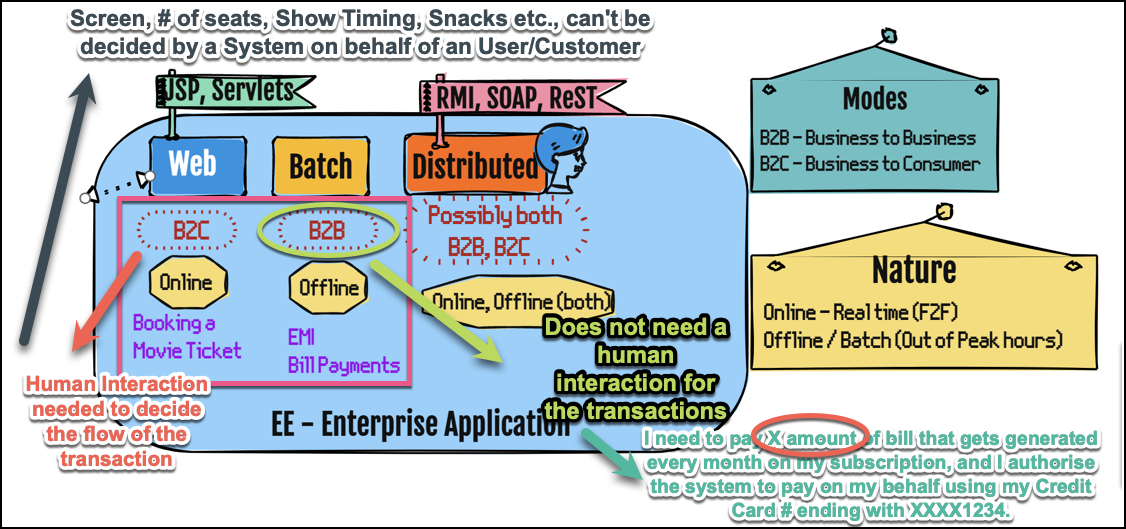 Screen, # of seats, Show Timing, Snacks etc., can't be
decided by a System on behalf of an User/Customer
JSP, Servlets
RMI, SOAP, ReST
Web
Batch
Distributed
B2C
B2B
Possibly both
B2B, B2C
Online
Offline
Online, Offline (both)
Booking a
Movie Ticket
EMI
Bill Payments
Does not need a
human
interaction for
the transactions
Human Interaction
needed to decide
the flow of the
transaction
EE – Enterprise Application
I need to pay X amount of bill that gets generated
every month on my subscription, and I authorise
the system to pay on my behalf using my Credit
Card # ending with XXXX1234.
Modes
B2B – Business to Business
B2C – Business to Consumer
Nature
Online – Real time (F2F)
Offline / Batch (Out of Peak hours)